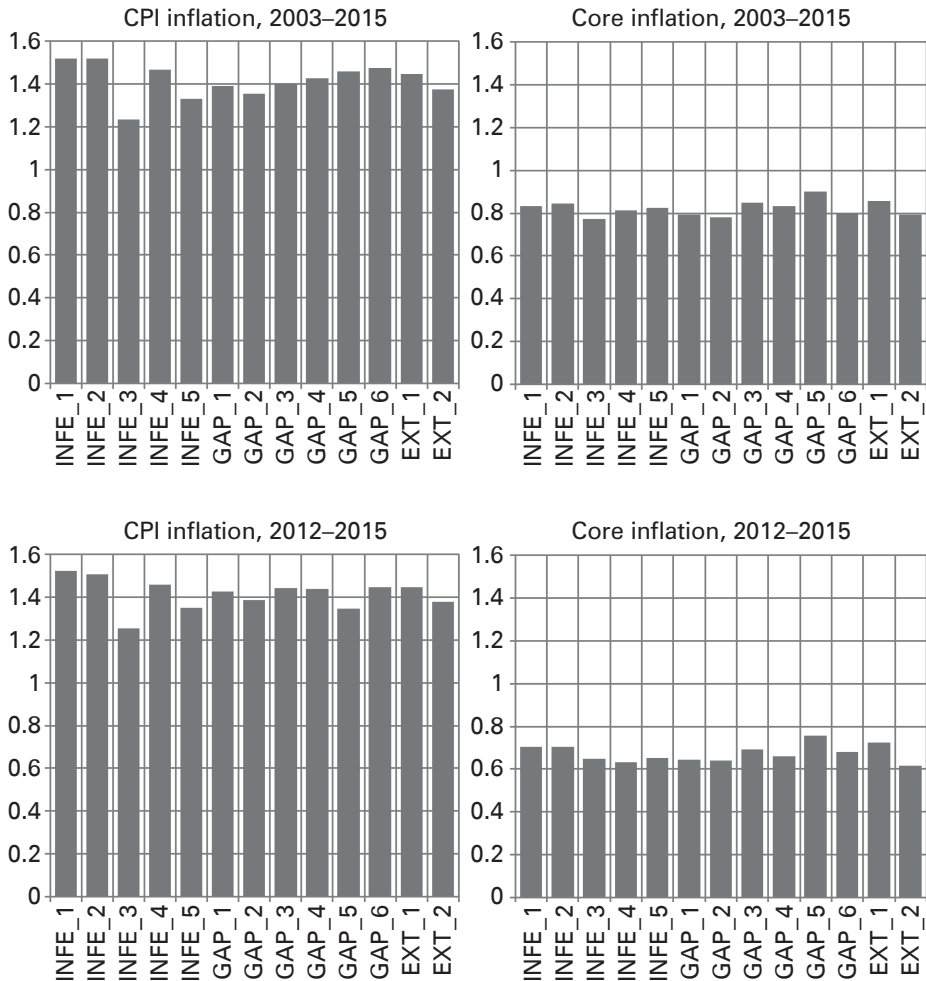 CPI inflation, 2003–2015
1.6
1.4
1.2
1
0.8
0.6
0.4
0.2
0
INFE_1
INFE_2
INFE_3
INFE_4
INFE_5
GAP_1
GAP_2
GAP_3
GAP_4
GAP_5
GAP_6
EXT_1
EXT_2
Core inflation, 2003–2015
1.6
1.4
1.2
1
0.8
0.6
0.4
0.2
0
INFE_1
INFE_2
INFE_3
INFE_4
INFE_5
GAP_1
GAP_2
GAP_3
GAP_4
GAP_5
GAP_6
EXT_1
EXT_2
CPI inflation, 2012–2015
1.6
1.4
1.2
1
0.8
0.6
0.4
0.2
0
INFE_1
INFE_2
INFE_3
INFE_4
INFE_5
GAP_1
GAP_2
GAP_3
GAP_4
GAP_5
GAP_6
EXT_1
EXT_2
Core inflation, 2012–2015
1.6
1.4
1.2
1
0.8
0.6
0.4
0.2
0
INFE_1
INFE_2
INFE_3
INFE_4
INFE_5
GAP_1
GAP_2
GAP_3
GAP_4
GAP_5
GAP_6
EXT_1
EXT_2